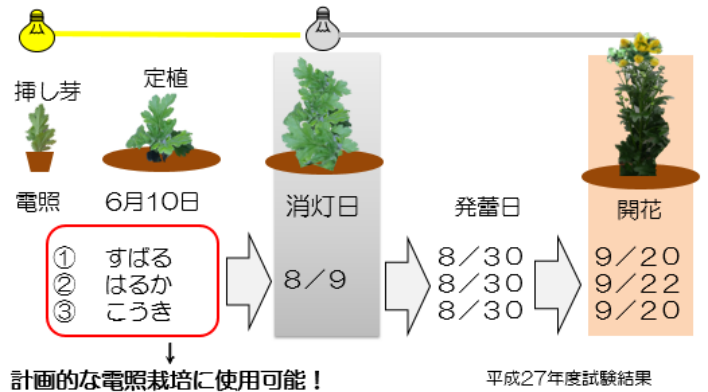 挿し芽
定植
電照
6月10日
消灯日
発蕾日
開花
① すばる
② はるか
③ こうき
8/9
8/30
8/30
8/30
9/20
9/22
9/20
計画的な電照栽培に使用可能！
平成27年度試験結果